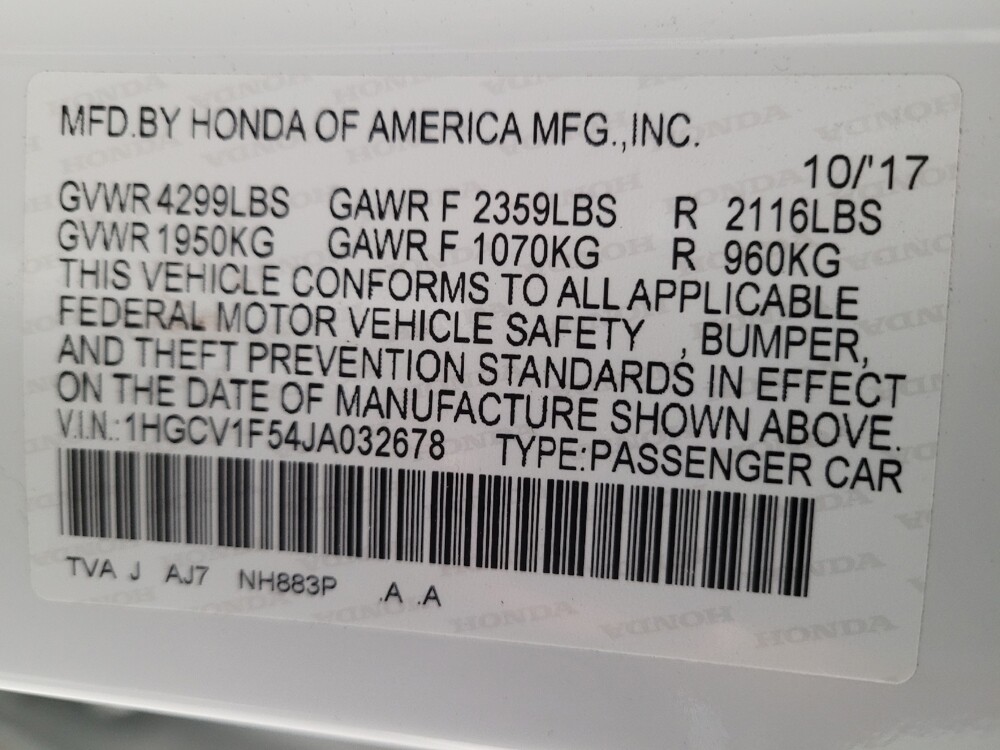 MFD.BY HONDA OF AMERICA MFG.,INC.
10/'17
GVWR 4299LBS GAWR F 2359LBS R 2116LBS
GVWR 1950KG GAWR F 1070KG R 960KG
THIS VEHICLE CONFORMS TO ALL APPLICABLE
FEDERAL MOTOR VEHICLE SAFETY , BUMPER,
AND THEFT PREVENTION STANDARDS IN EFFECT
ON THE DATE OF MANUFACTURE SHOWN ABOVE.
V.I.N.:1HGCV1F54JA032678 TYPE:PASSENGER CAR
TVA J AJ7 NH883P .A .A